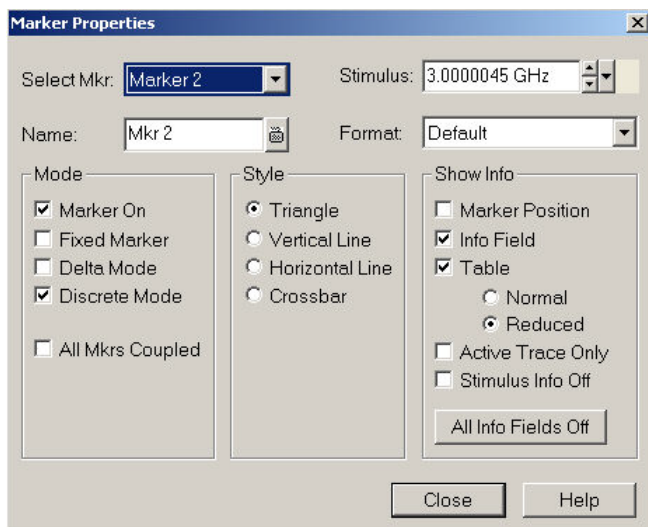 Marker Properties
Select Mkr: Marker 2
Stimulus: 3.0000045 GHz
Name: Mkr 2
Format: Default
Mode
Marker On
Fixed Marker
Delta Mode
Discrete Mode
All Mkrs Coupled
Style
Triangle
Vertical Line
Horizontal Line
Crossbar
Show Info
Marker Position
Info Field
Table
Normal
Reduced
Active Trace Only
Stimulus Info Off
All Info Fields Off
Close
Help